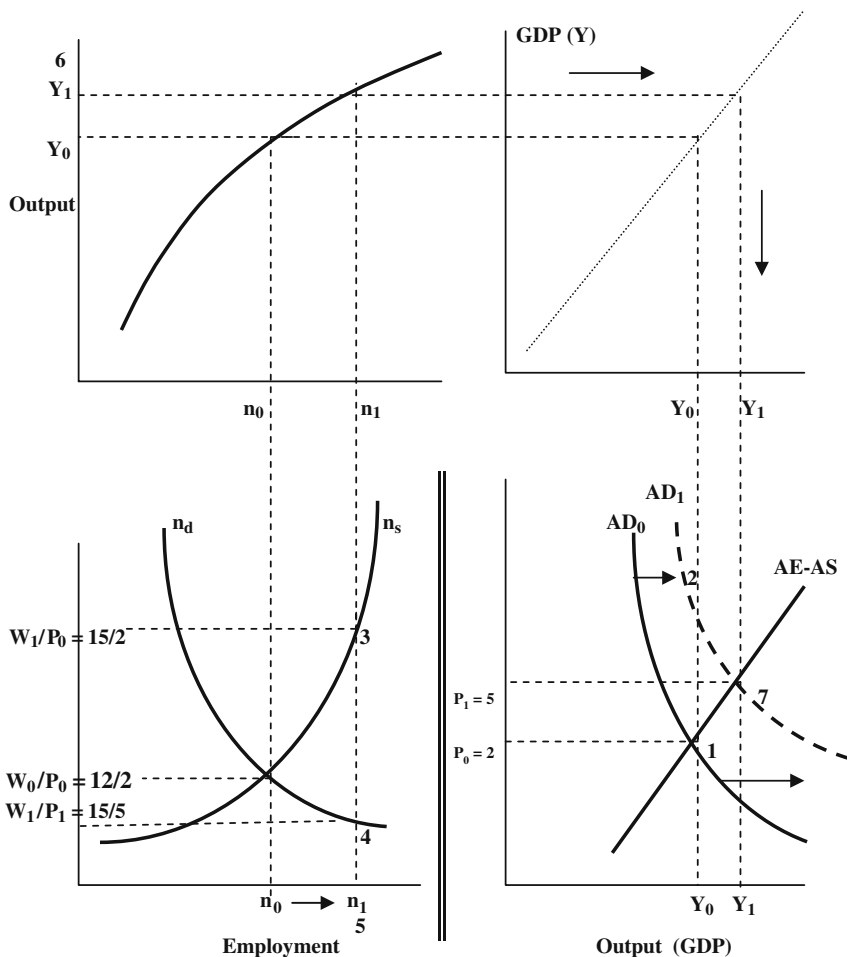 6
Y1
Y0
Output
n0
n1
GDP (Y)
Y0
Y1
nd
ns
W1/P0 = 15/2
3
W0/P0 = 12/2
W1/P1 = 15/5
4
n0
n1
5
Employment
AD1
AD0
2
AE-AS
P1 = 5
7
P0 = 2
1
Y0
Y1
Output (GDP)